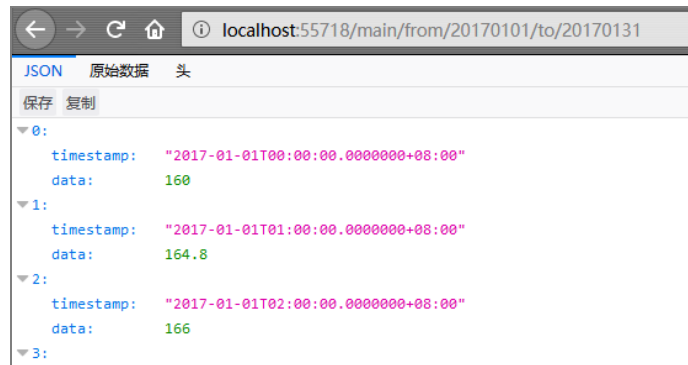 localhost:55718/main/from/20170101/to/20170131
JSON 原始数据 头
保存 复制
0:
timestamp: "2017-01-01T00:00:00.0000000+08:00"
data: 160
1:
timestamp: "2017-01-01T01:00:00.0000000+08:00"
data: 164.8
2:
timestamp: "2017-01-01T02:00:00.0000000+08:00"
data: 166
3: